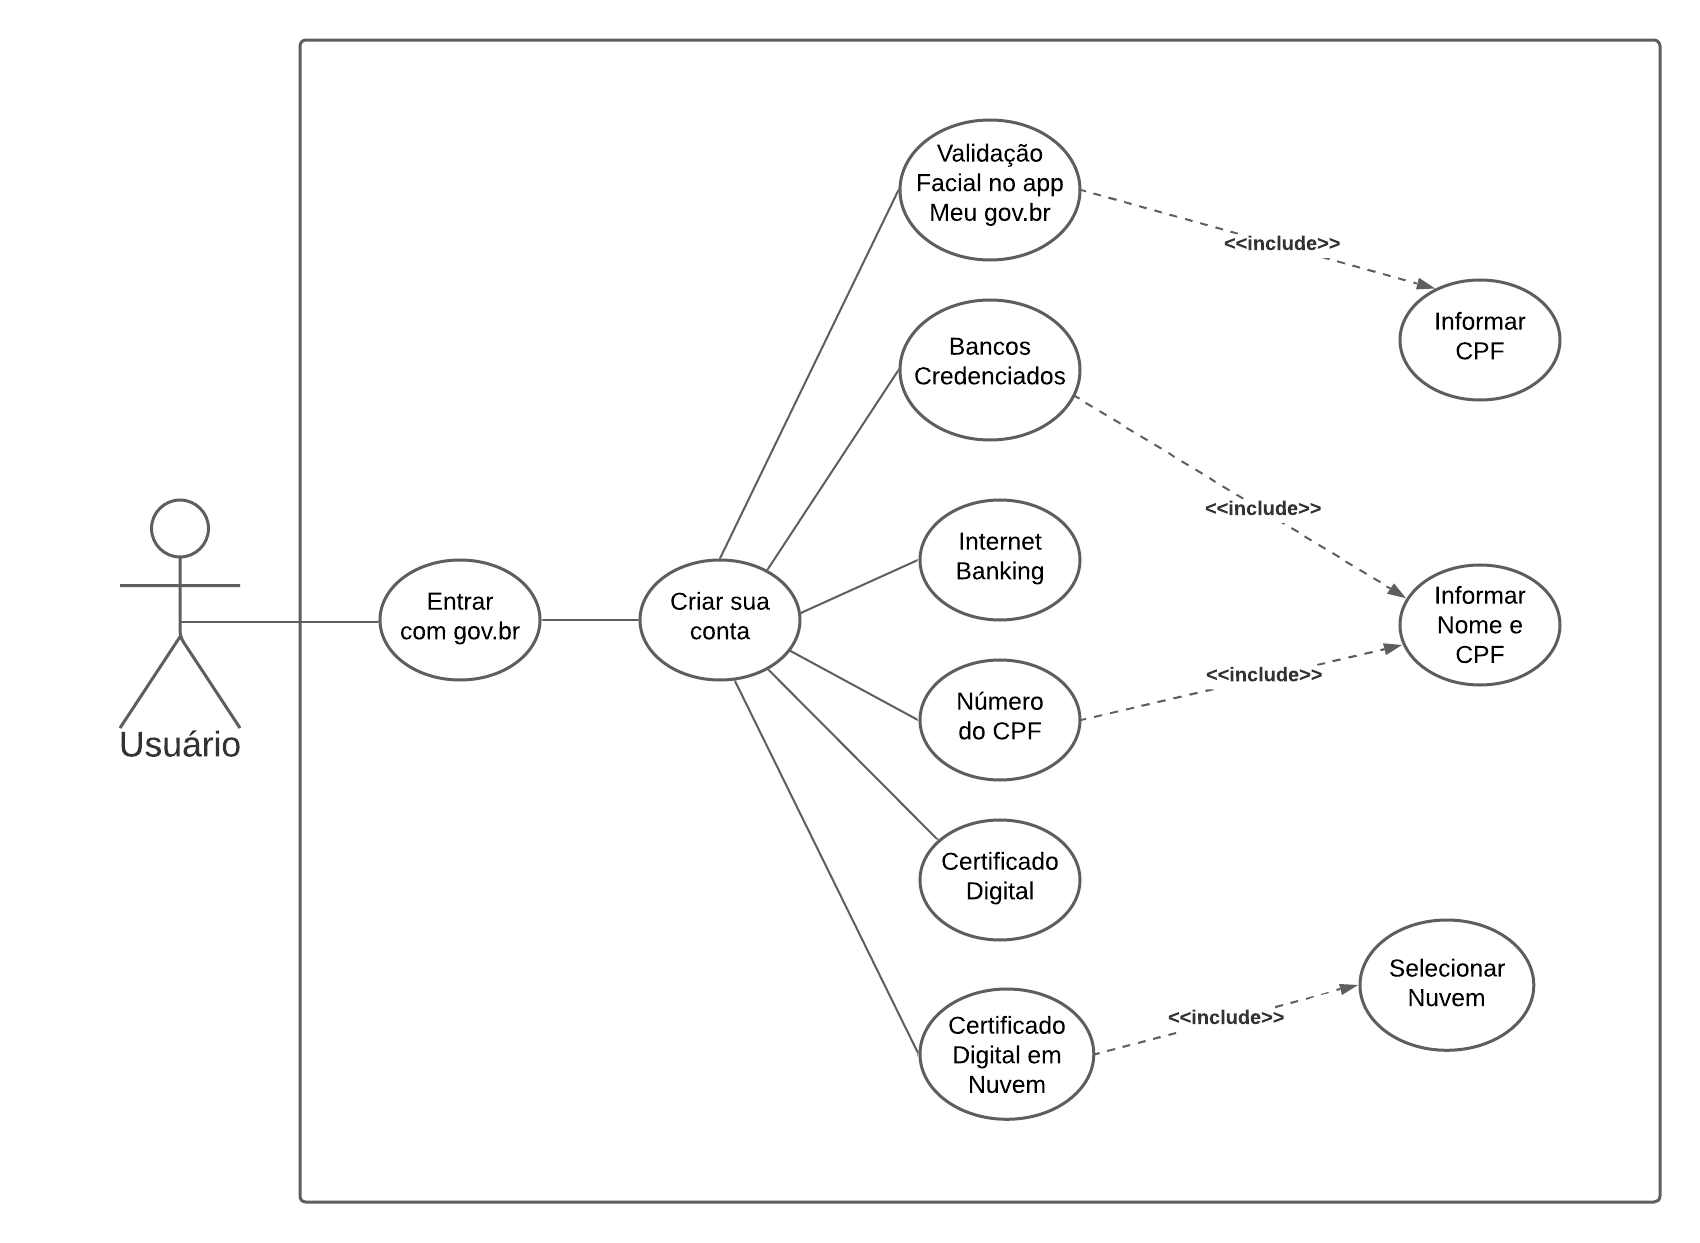 Usuário
Entrar
com gov.br
Criar sua
conta
Validação
Facial no app
Meu gov.br
<<include>>
Informar
CPF
Bancos
Credenciados
<<include>>
Internet
Banking
Informar
Nome e
CPF
Número
do CPF
<<include>>
Certificado
Digital
Certificado
Digital em
Nuvem
<<include>>
Selecionar
Nuvem